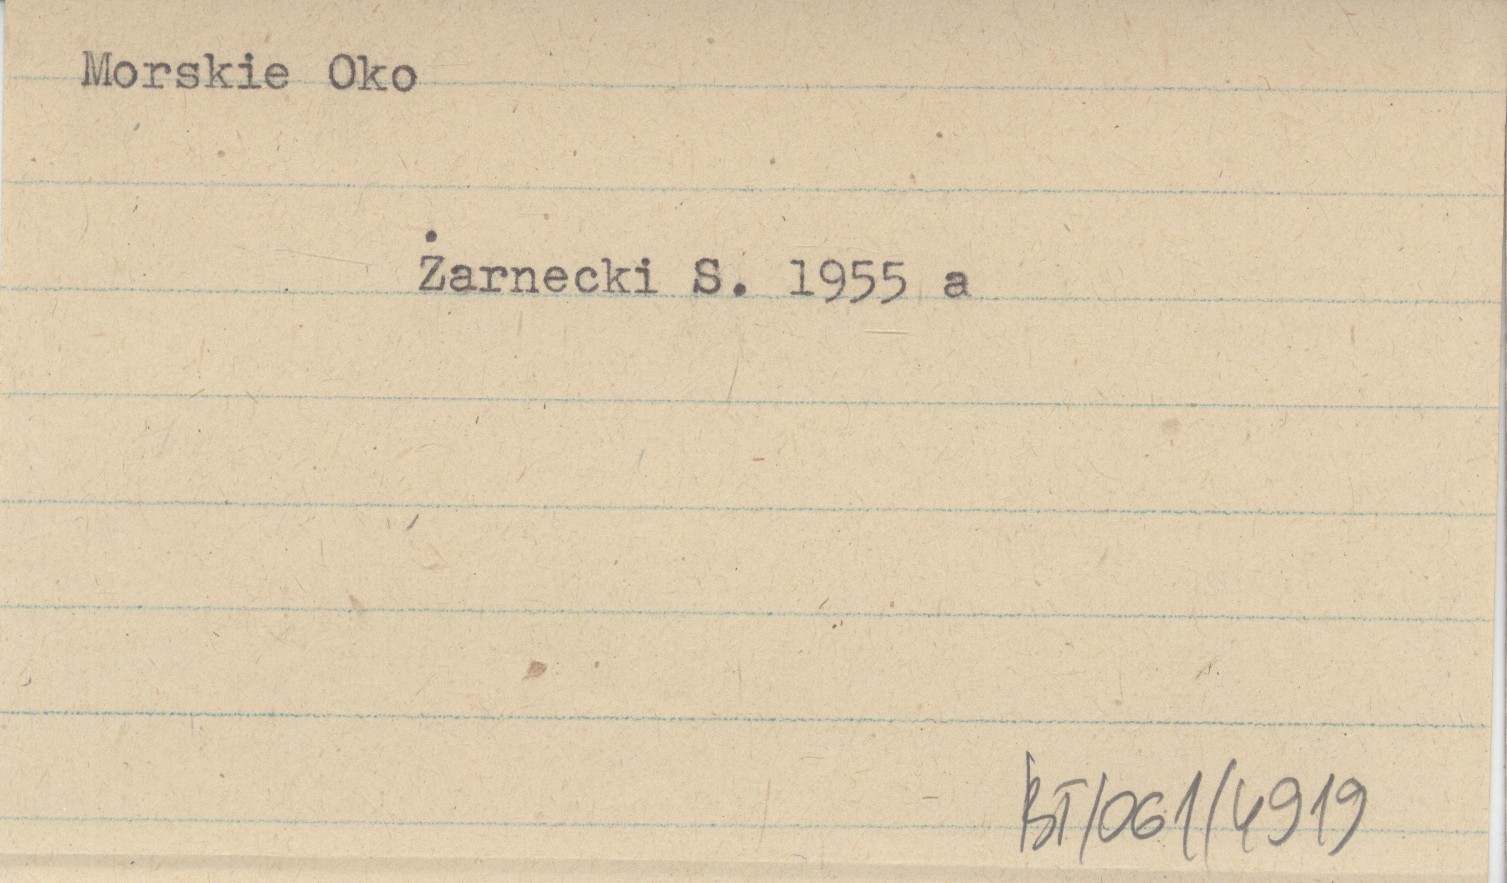 Morskie Oko
Żarnecki S. 1955 a
BT/061/4919